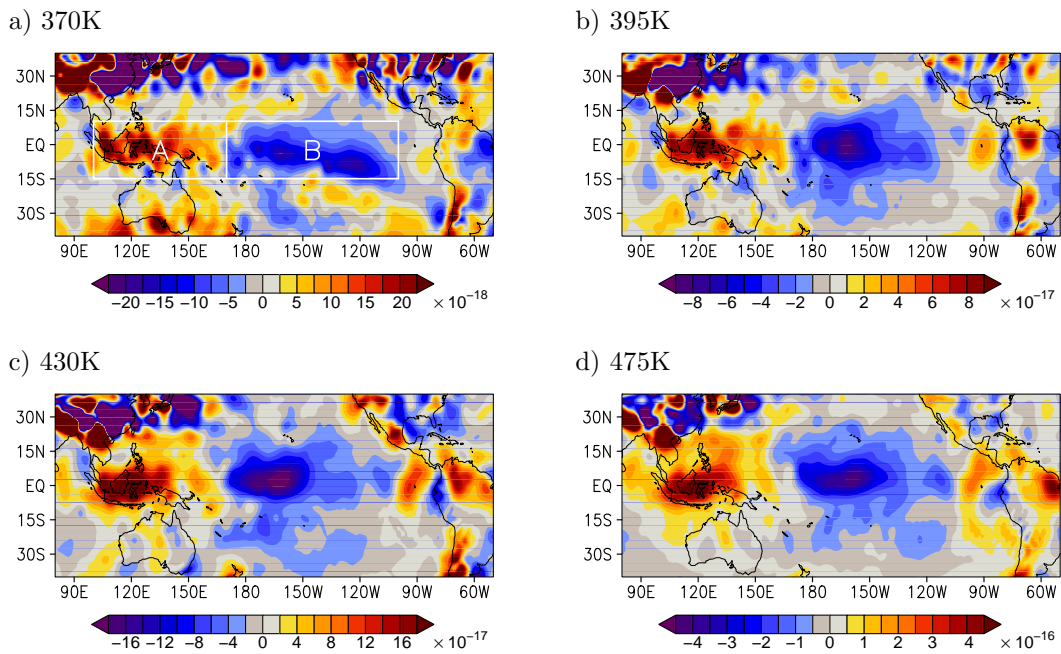 a) 370K
b) 395K
30N
15N
EQ
15S
30S
A
B
90E 120E 150E 180 150W 120W 90W 60W
30N
15N
EQ
15S
30S
90E 120E 150E 180 150W 120W 90W 60W
−20 −15 −10 −5 0 5 10 15 20 × 10⁻¹⁸
−8 −6 −4 −2 0 2 4 6 8 × 10⁻¹⁷
c) 430K
d) 475K
30N
15N
EQ
15S
30S
90E 120E 150E 180 150W 120W 90W 60W
30N
15N
EQ
15S
30S
90E 120E 150E 180 150W 120W 90W 60W
−16 −12 −8 −4 0 4 8 12 16 × 10⁻¹⁷
−4 −3 −2 −1 0 1 2 3 4 × 10⁻¹⁶